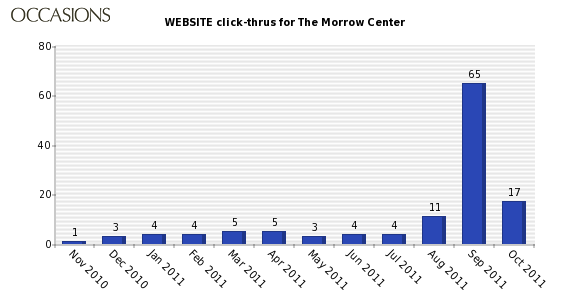 OCCASIONS
WEBSITE click-thrus for The Morrow Center
80
60
40
20
0
1
3
4
4
5
5
3
4
4
11
65
17
Nov 2010
Dec 2010
Jan 2011
Feb 2011
Mar 2011
Apr 2011
May 2011
Jun 2011
Jul 2011
Aug 2011
Sep 2011
Oct 2011